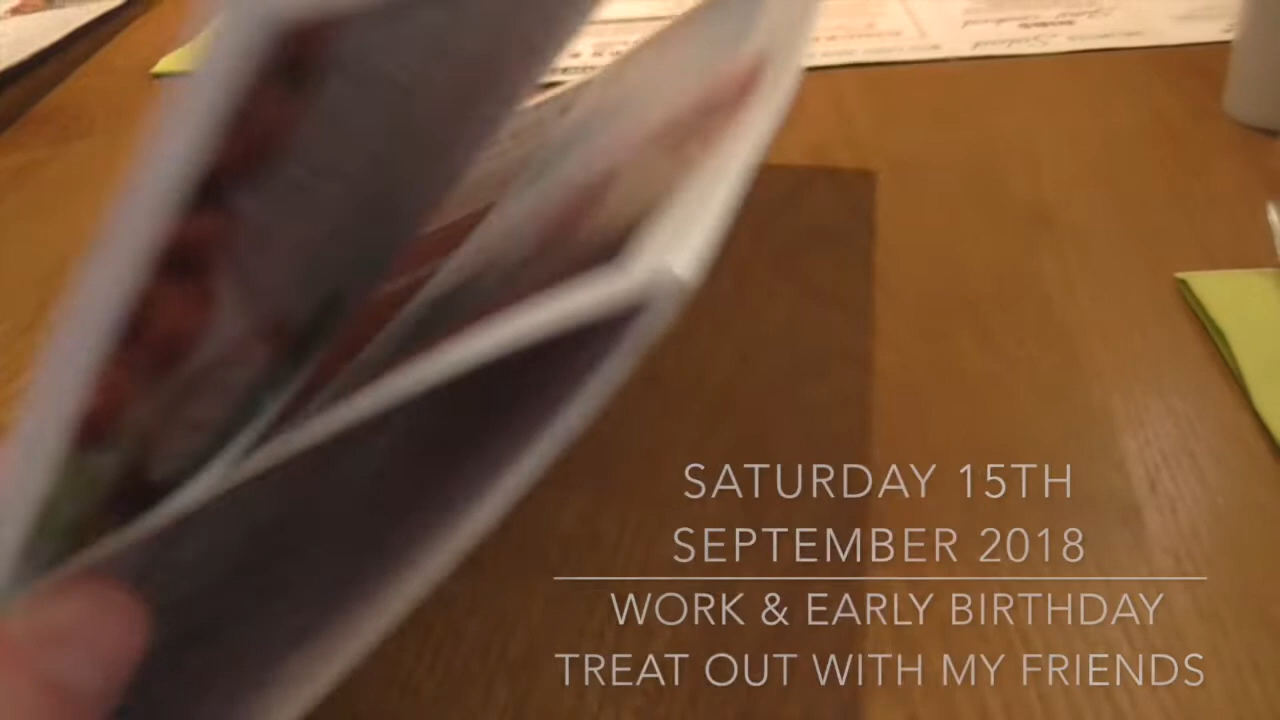 SATURDAY 15TH
SEPTEMBER 2018
WORK & EARLY BIRTHDAY
TREAT OUT WITH MY FRIENDS